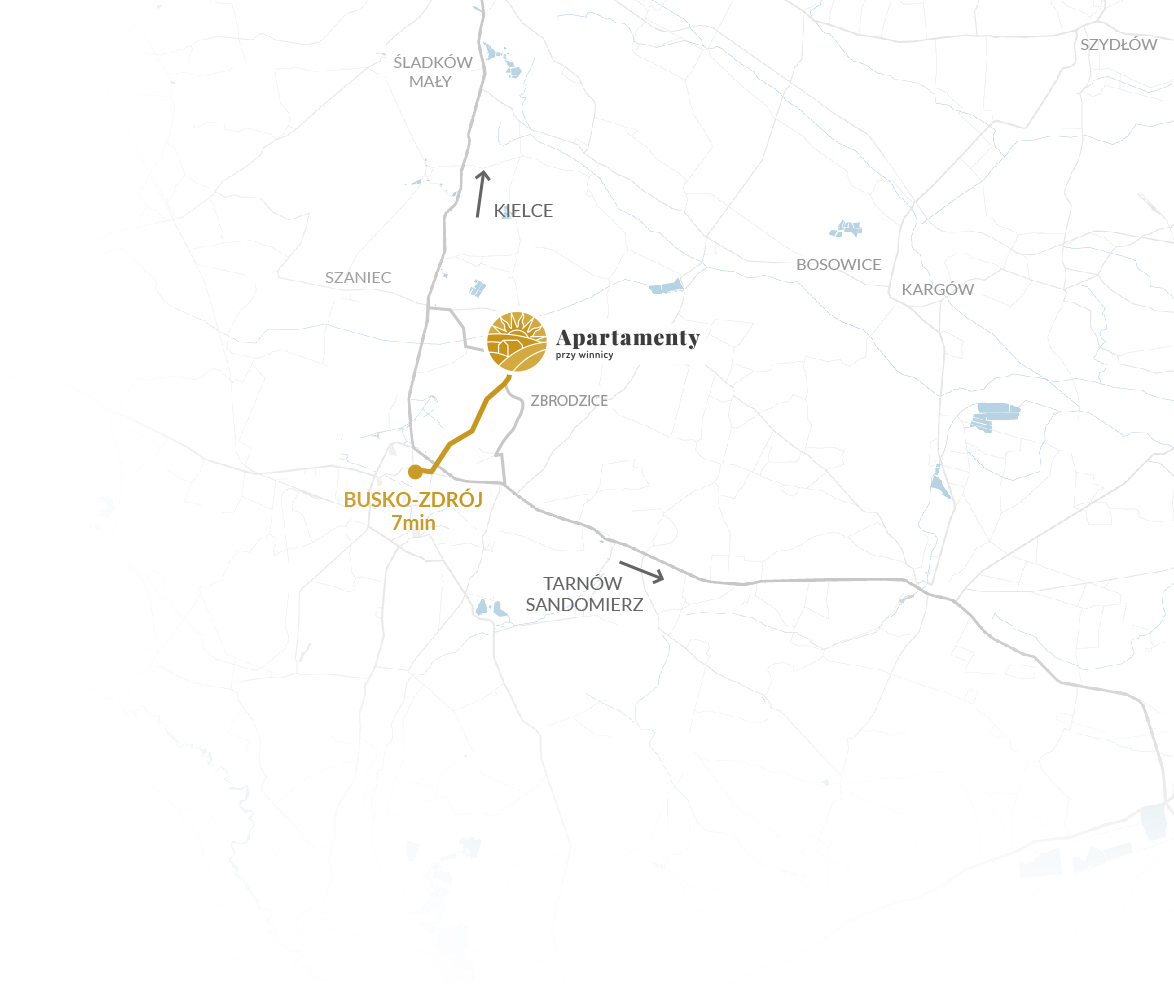 SZYDŁÓW
ŚLADKÓW
MAŁY
KIELCE
BOSOWICE
SZANIEC
KARGÓW
Apartamenty
przy winnicy
ZBRODZICE
BUSKO-ZDRÓJ
7min
TARNÓW
SANDOMIERZ